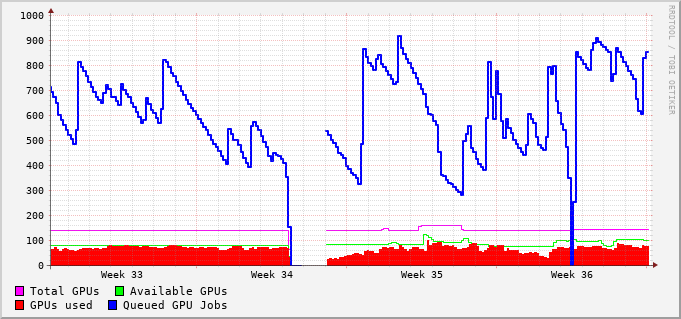 1000
900
800
700
600
500
400
300
200
100
0
Week 33 Week 34 Week 35 Week 36
Total GPUs Available GPUs
GPUs used Queued GPU Jobs
RRDTOOL / TOBI OETIKER